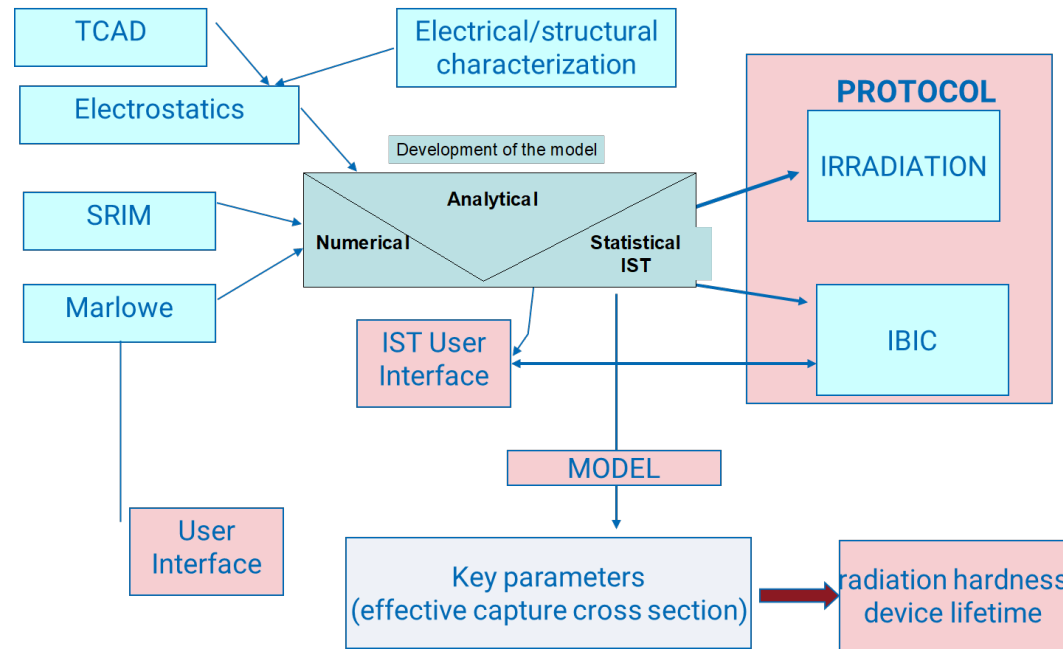 TCAD
Electrical/structural
characterization
Electrostatics
PROTOCOL
IRRADIATION
Development of the model
Analytical
Numerical
Statistical
IST
SRIM
Marlowe
IST User
Interface
IBIC
MODEL
User
Interface
Key parameters
(effective capture cross section)
radiation hardness
device lifetime